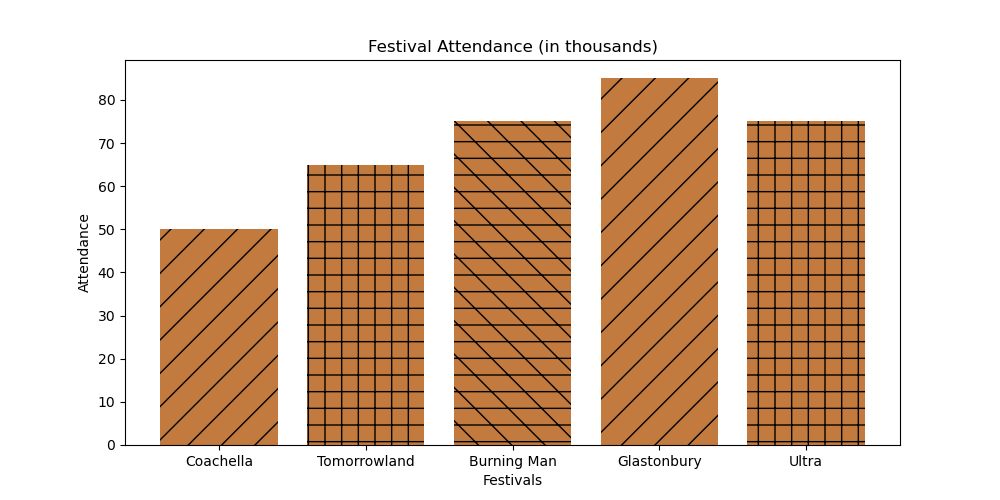 Festival Attendance (in thousands)
Attendance
80
70
60
50
40
30
20
10
0
Coachella Tomorrowland Burning Man Glastonbury Ultra
Festivals